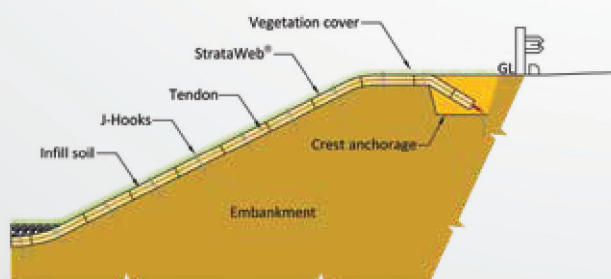 Vegetation cover
StrataWeb®
GL
Tendon
J-Hooks
Crest anchorage
Infill soil
Embankment